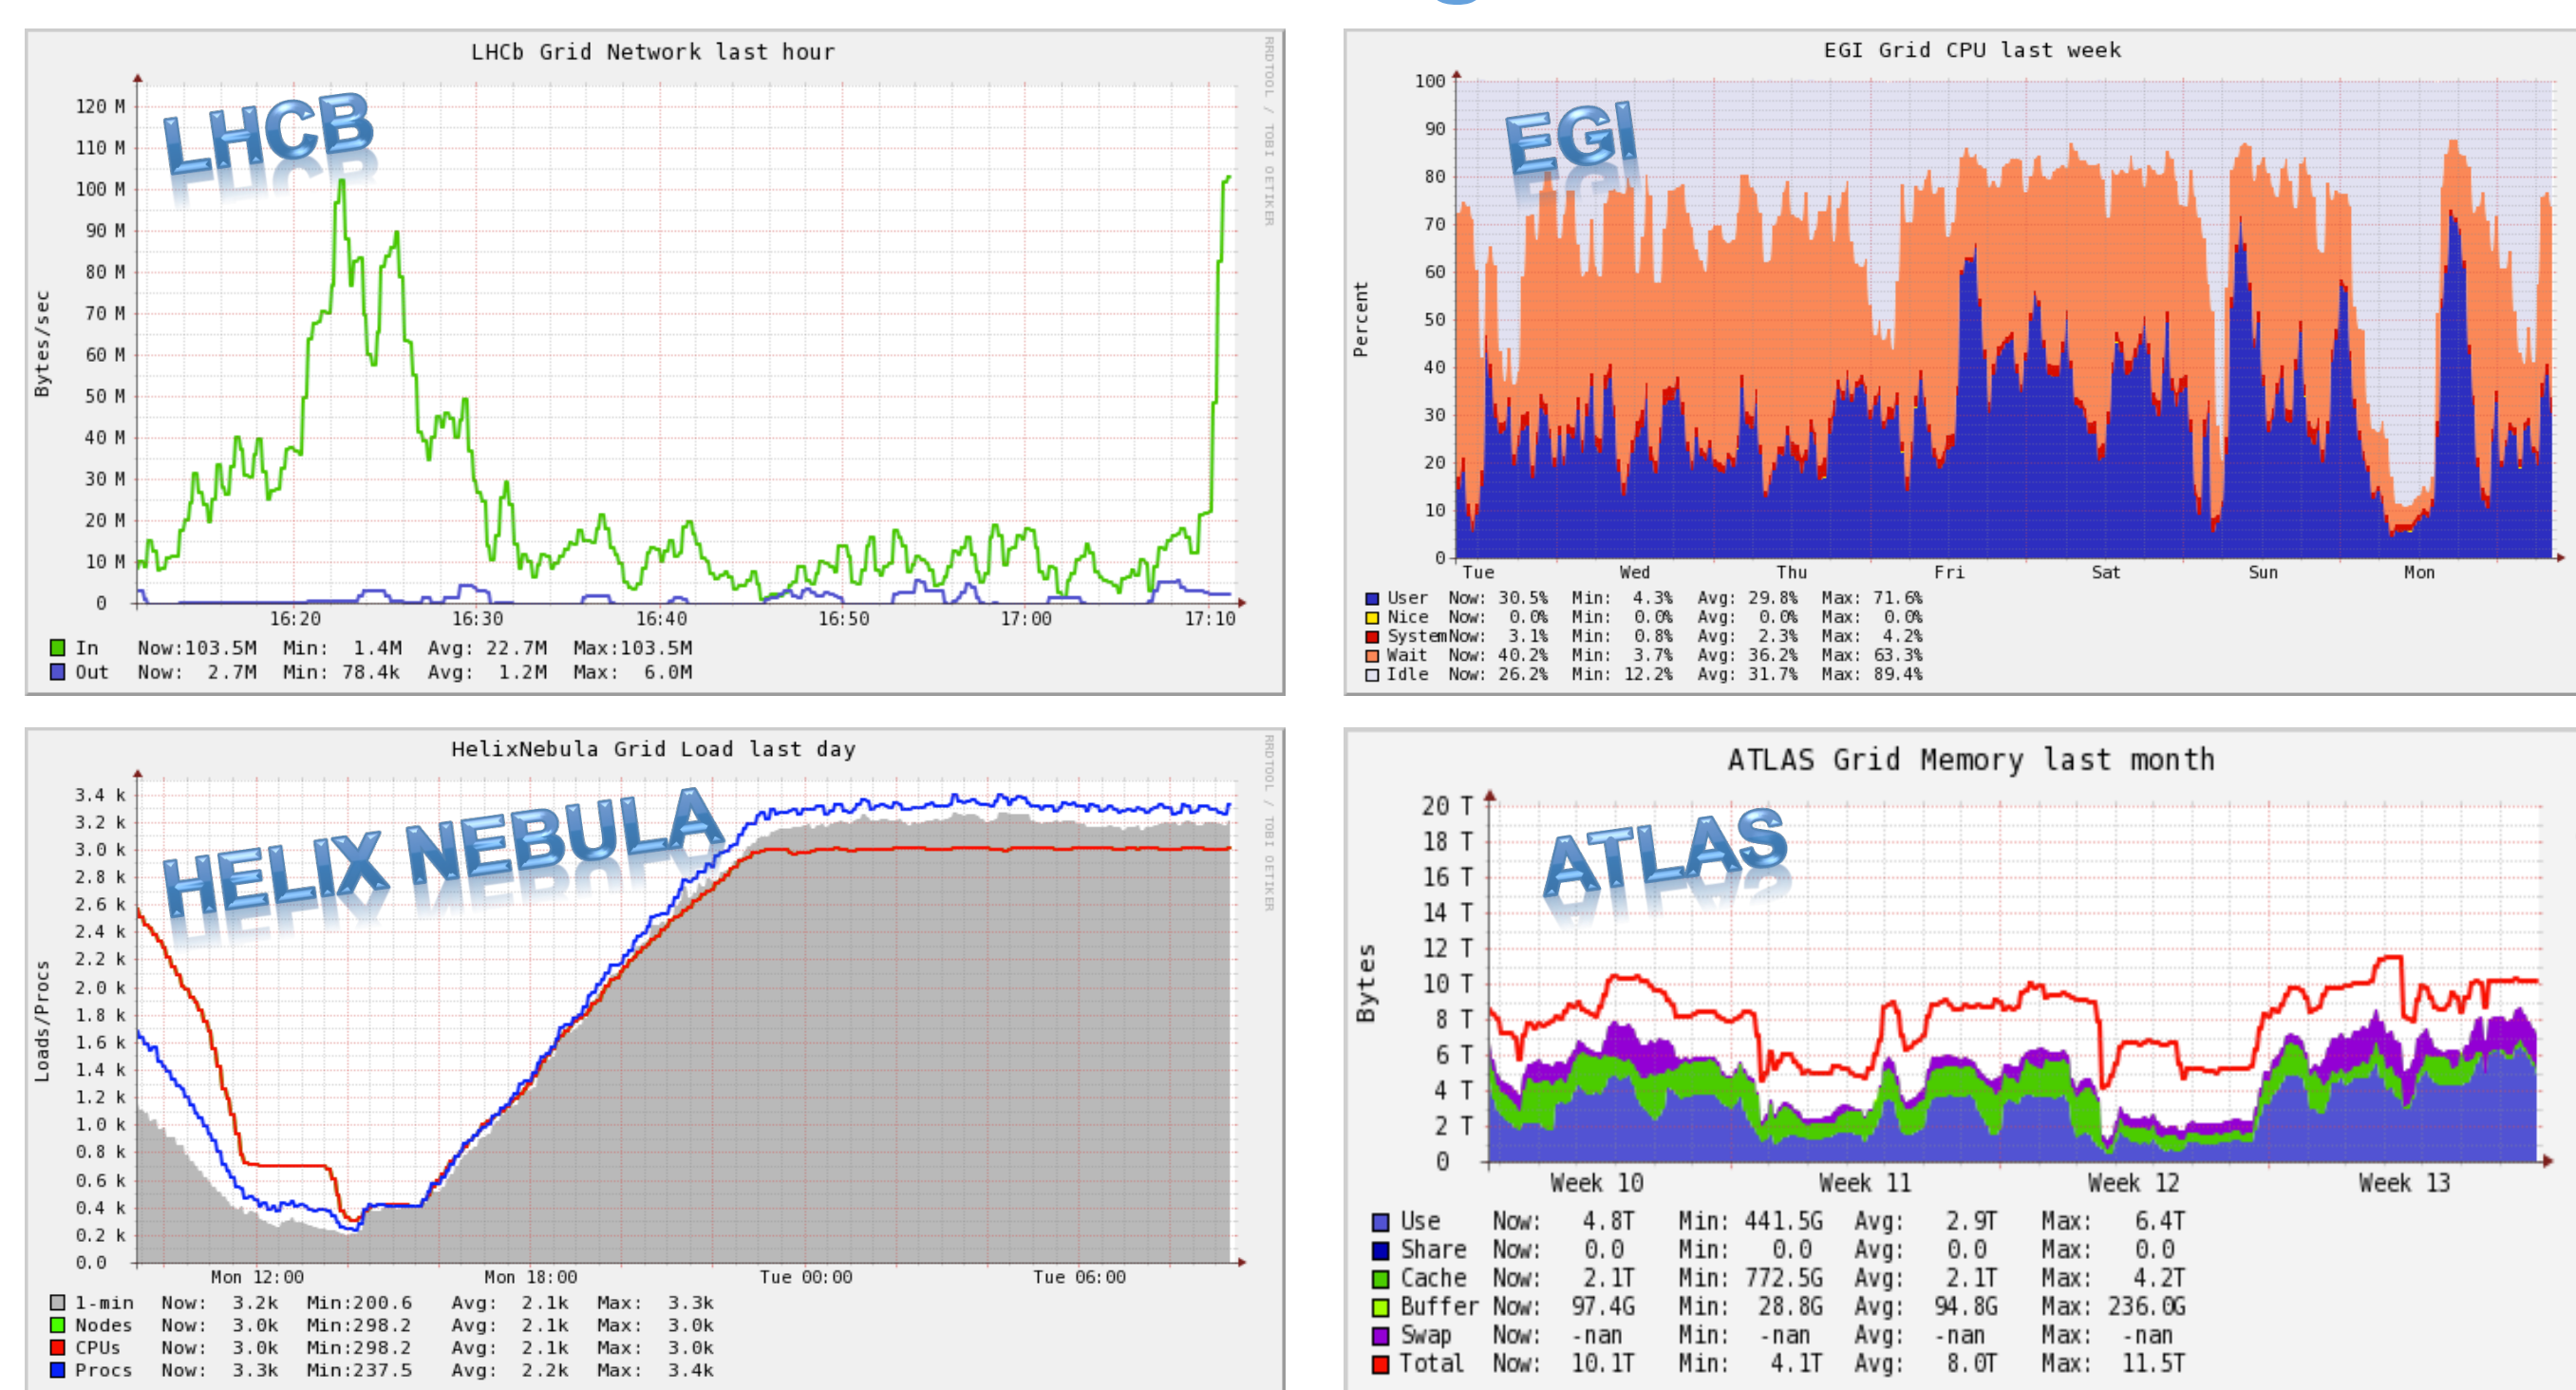 LHCb Grid Network last hour
RRDTOOL / TOBI OETIKER
LHCB
Bytes/sec
120 M
110 M
100 M
90 M
80 M
70 M
60 M
50 M
40 M
30 M
20 M
10 M
0
16:20 16:30 16:40 16:50 17:00 17:10
In Now:103.5M Min: 1.4M Avg: 22.7M Max:103.5M
Out Now: 2.7M Min: 78.4k Avg: 1.2M Max: 6.0M
EGI Grid CPU last week
EGI
Percent
100
90
80
70
60
50
40
30
20
10
0
Tue Wed Thu Fri Sat Sun Mon
User Now: 30.5% Min: 4.3% Avg: 29.8% Max: 71.6%
Nice Now: 0.0% Min: 0.0% Avg: 0.0% Max: 0.0%
SystemNow: 3.1% Min: 0.8% Avg: 2.3% Max: 4.2%
Wait Now: 40.2% Min: 3.7% Avg: 36.2% Max: 63.3%
Idle Now: 26.2% Min: 12.2% Avg: 31.7% Max: 89.4%
HelixNebula Grid Load last day
RRDTOOL / TOBI OETIKER
HELIX NEBULA
Loads/Procs
3.4 k
3.2 k
3.0 k
2.8 k
2.6 k
2.4 k
2.2 k
2.0 k
1.8 k
1.6 k
1.4 k
1.2 k
1.0 k
0.8 k
0.6 k
0.4 k
0.2 k
0.0
Mon 12:00 Mon 18:00 Tue 00:00 Tue 06:00
1-min Now: 3.2k Min:200.6 Avg: 2.1k Max: 3.3k
Nodes Now: 3.0k Min:298.2 Avg: 2.1k Max: 3.0k
CPUs Now: 3.0k Min:298.2 Avg: 2.1k Max: 3.0k
Procs Now: 3.3k Min:237.5 Avg: 2.2k Max: 3.4k
ATLAS Grid Memory last month
ATLAS
Bytes
20 T
18 T
16 T
14 T
12 T
10 T
8 T
6 T
4 T
2 T
0
Week 10 Week 11 Week 12 Week 13
Use Now: 4.8T Min: 441.5G Avg: 2.9T Max: 6.4T
Share Now: 0.0 Min: 0.0 Avg: 0.0 Max: 0.0
Cache Now: 2.1T Min: 772.5G Avg: 2.1T Max: 4.2T
Buffer Now: 97.4G Min: 28.8G Avg: 94.8G Max: 236.0G
Swap Now: -nan Min: -nan Avg: -nan Max: -nan
Total Now: 10.1T Min: 4.1T Avg: 8.0T Max: 11.5T